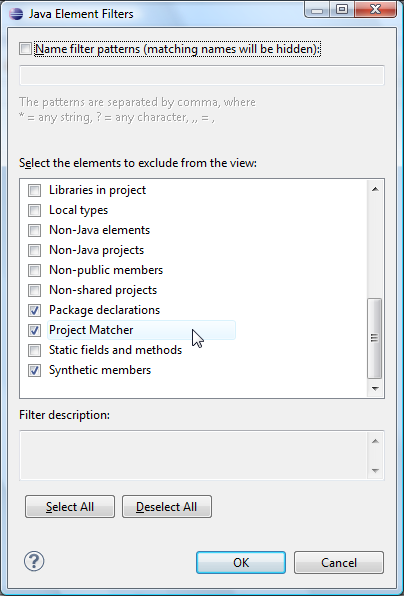 Java Element Filters
Name filter patterns (matching names will be hidden):
The patterns are separated by comma, where
* = any string, ? = any character, ,, = ,
Select the elements to exclude from the view:
Libraries in project
Local types
Non-Java elements
Non-Java projects
Non-public members
Non-shared projects
Package declarations
Project Matcher
Static fields and methods
Synthetic members
Filter description:
Select All
Deselect All
?
OK
Cancel